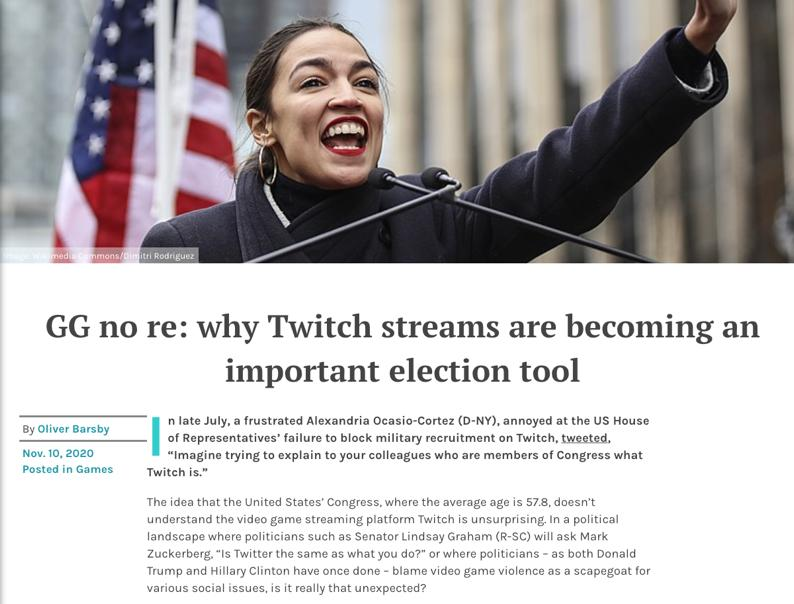 Image: Wikimedia Commons/Dimitri Rodriguez
GG no re: why Twitch streams are becoming an
important election tool
By Oliver Barsby
Nov. 10, 2020
Posted in Games
In late July, a frustrated Alexandria Ocasio-Cortez (D-NY), annoyed at the US House
of Representatives’ failure to block military recruitment on Twitch, tweeted,
“Imagine trying to explain to your colleagues who are members of Congress what
Twitch is.”
The idea that the United States’ Congress, where the average age is 57.8, doesn’t
understand the video game streaming platform Twitch is unsurprising. In a political
landscape where politicians such as Senator Lindsay Graham (R-SC) will ask Mark
Zuckerberg, “Is Twitter the same as what you do?” or where politicians – as both Donald
Trump and Hillary Clinton have once done – blame video game violence as a scapegoat for
various social issues, is it really that unexpected?